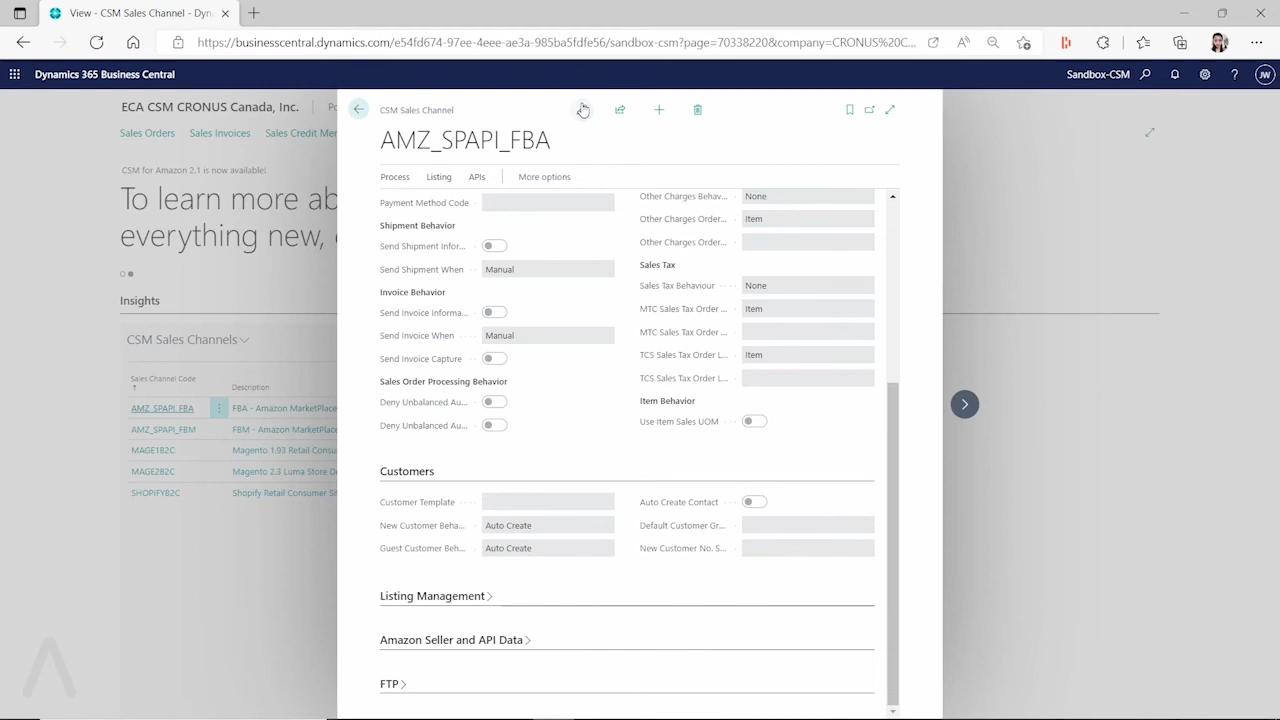 View - CSM Sales Channel - Dyna
https://businesscentral.dynamics.com/e54fd674-97ee-4eee-ae3a-985ba5fdfe56/sandbox-csm?page=70338220&company=CRONUS%20C...
Dynamics 365 Business Central
Sandbox-CSM
JW
ECA CSM CRONUS Canada, Inc.
Sales Orders
Sales Invoices
Sales Credit Mer
CSM for Amazon 2.1 is now available!
To learn more ab
everything new,
Insights
CSM Sales Channels
Sales Channel Code
Description
AMZ_SPAPI_FBA
FBA - Amazon MarketPlace
AMZ_SPAPI_FBM
FBM - Amazon MarketPlace
MAGE1B2C
Magento 1.93 Retail Consu
MAGE2B2C
Magento 2.3 Luma Store De
SHOPIFYB2C
Shopify Retail Consumer Si
CSM Sales Channel
AMZ_SPAPI_FBA
Process
Listing
APIs
More options
Payment Method Code
Shipment Behavior
Send Shipment Infor...
Send Shipment When
Manual
Invoice Behavior
Send Invoice Informa...
Send Invoice When
Manual
Send Invoice Capture
Sales Order Processing Behavior
Deny Unbalanced Au...
Deny Unbalanced Au...
Other Charges Behav...
None
Other Charges Order...
Item
Other Charges Order...
Sales Tax
Sales Tax Behaviour
None
MTC Sales Tax Order ...
Item
MTC Sales Tax Order ...
TCS Sales Tax Order L...
Item
TCS Sales Tax Order L...
Item Behavior
Use Item Sales UOM
Customers
Customer Template
New Customer Beha...
Auto Create
Guest Customer Beh...
Auto Create
Auto Create Contact
Default Customer Gr...
New Customer No. S...
Listing Management
Amazon Seller and API Data
FTP